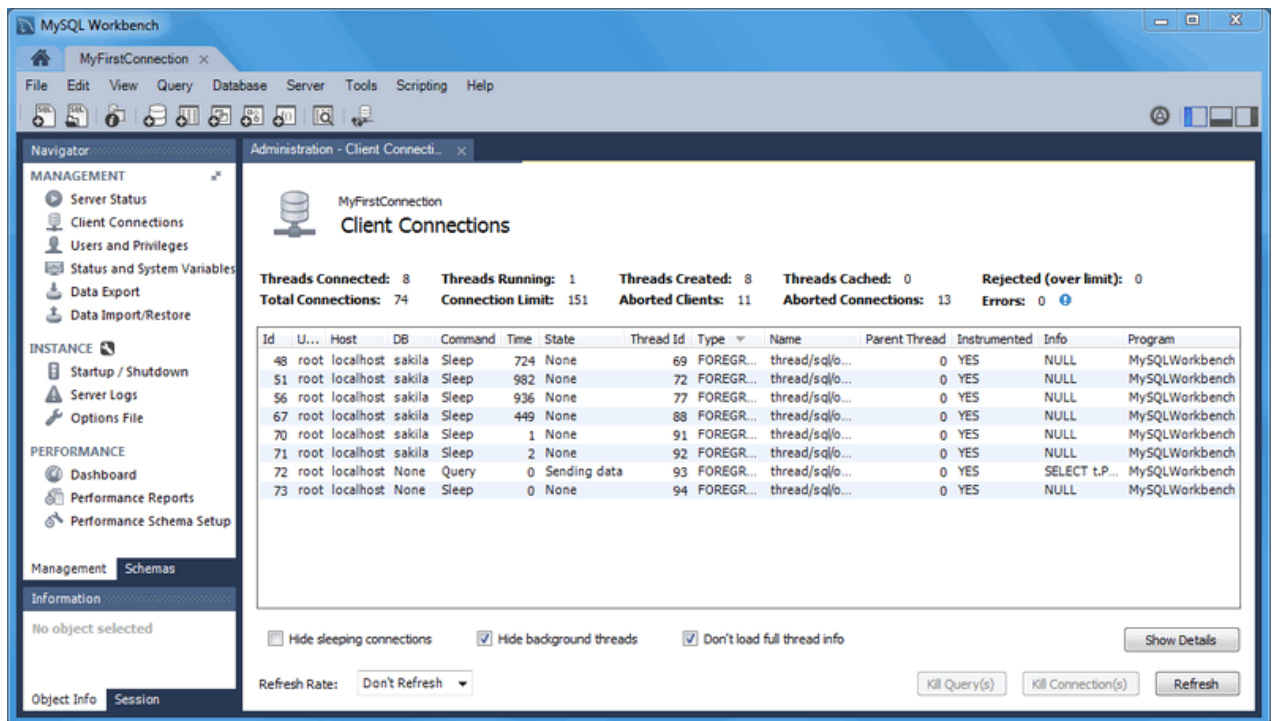 MySQL Workbench
MyFirstConnection
File Edit View Query Database Server Tools Scripting Help
Navigator
MANAGEMENT
Server Status
Client Connections
Users and Privileges
Status and System Variables
Data Export
Data Import/Restore
INSTANCE
Startup / Shutdown
Server Logs
Options File
PERFORMANCE
Dashboard
Performance Reports
Performance Schema Setup
Management Schemas
Information
No object selected
Object Info Session
Administration - Client Connecti...
MyFirstConnection
Client Connections
Threads Connected: 8 Threads Running: 1 Threads Created: 8 Threads Cached: 0 Rejected (over limit): 0
Total Connections: 74 Connection Limit: 151 Aborted Clients: 11 Aborted Connections: 13 Errors: 0
Id U... Host DB Command Time State Thread Id Type Name Parent Thread Instrumented Info Program
48 root localhost sakila Sleep 724 None 69 FOREGR... thread/sql/o... 0 YES NULL MySQLWorkbench
51 root localhost sakila Sleep 982 None 72 FOREGR... thread/sql/o... 0 YES NULL MySQLWorkbench
56 root localhost sakila Sleep 936 None 77 FOREGR... thread/sql/o... 0 YES NULL MySQLWorkbench
67 root localhost sakila Sleep 449 None 88 FOREGR... thread/sql/o... 0 YES NULL MySQLWorkbench
70 root localhost sakila Sleep 1 None 91 FOREGR... thread/sql/o... 0 YES NULL MySQLWorkbench
71 root localhost sakila Sleep 2 None 92 FOREGR... thread/sql/o... 0 YES NULL MySQLWorkbench
72 root localhost None Query 0 Sending data 93 FOREGR... thread/sql/o... 0 YES SELECT t.P... MySQLWorkbench
73 root localhost None Sleep 0 None 94 FOREGR... thread/sql/o... 0 YES NULL MySQLWorkbench
Hide sleeping connections Hide background threads Don't load full thread info Show Details
Refresh Rate: Don't Refresh Kill Query(s) Kill Connection(s) Refresh